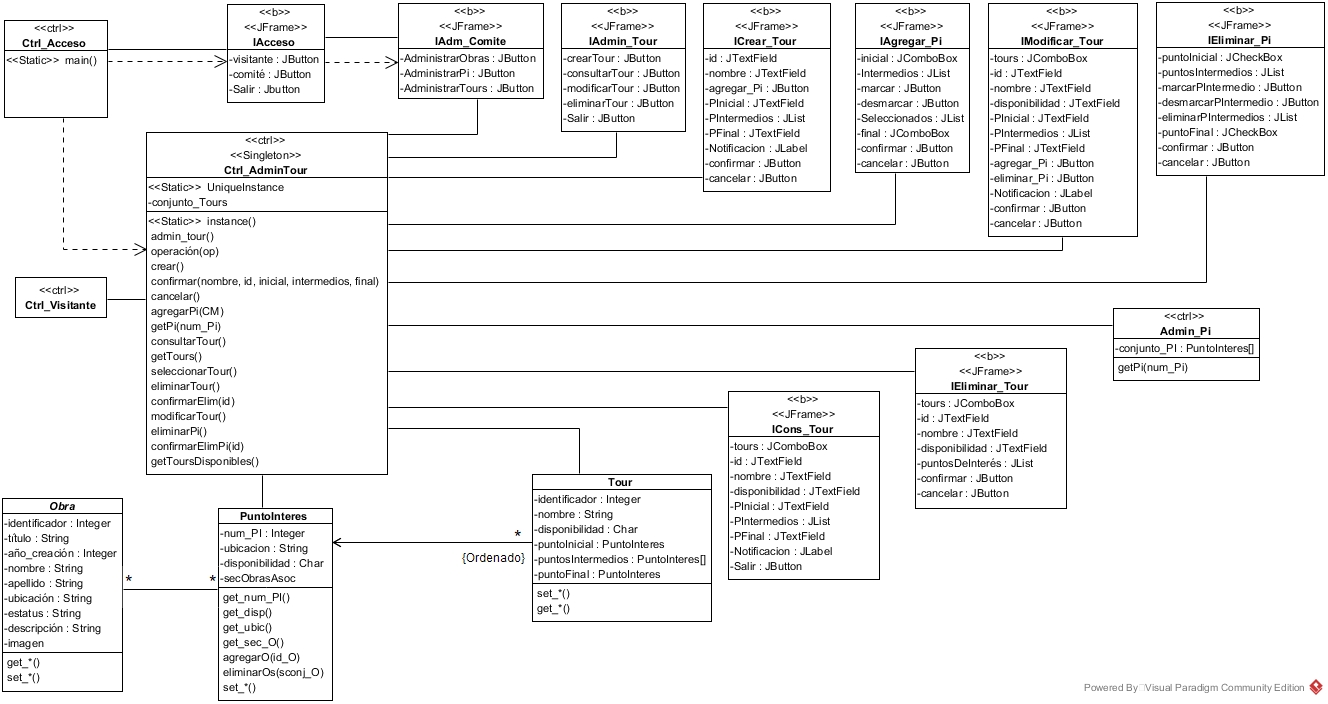 <<ctrl>>
Ctrl_Acceso
<<Static>> main()
<<b>>
<<JFrame>>
IAcceso
-visitante : JButton
-comité : JButton
-Salir : Jbutton
<<b>>
<<JFrame>>
IAdm_Comite
-AdministrarObras : JButton
-AdministrarPi : JButton
-AdministrarTours : JButton
<<b>>
<<JFrame>>
IAdmin_Tour
-crearTour : JButton
-consultarTour : JButton
-modificarTour : JButton
-eliminarTour : JButton
-Salir : JButton
<<b>>
<<JFrame>>
ICrear_Tour
-id : JTextField
-nombre : JTextField
-agregar_Pi : JButton
-PInicial : JTextField
-PIntermedios : JList
-PFinal : JTextField
-Notificacion : JLabel
-confirmar : JButton
-cancelar : JButton
<<b>>
<<JFrame>>
IAgregar_Pi
-inicial : JComboBox
-Intermedios : JList
-marcar : JButton
-desmarcar : JButton
-Seleccionados : JList
-final : JComboBox
-confirmar : JButton
-cancelar : JButton
<<b>>
<<JFrame>>
IModificar_Tour
-tours : JComboBox
-id : JTextField
-nombre : JTextField
-disponibilidad : JTextField
-PInicial : JTextField
-PIntermedios : JList
-PFinal : JTextField
-agregar_Pi : JButton
-eliminar_Pi : JButton
-Notificacion : JLabel
-confirmar : JButton
-cancelar : JButton
<<b>>
<<JFrame>>
IEliminar_Pi
-puntoInicial : JCheckBox
-puntosIntermedios : JList
-marcarPIntermedio : JButton
-desmarcarPIntermedio : JButton
-eliminarPIntermedios : JList
-puntoFinal : JCheckBox
-confirmar : JButton
-cancelar : JButton
<<ctrl>>
<<Singleton>>
Ctrl_AdminTour
<<Static>> UniqueInstance
-conjunto_Tours
<<Static>> instance()
admin_tour()
operación(op)
crear()
confirmar(nombre, id, inicial, intermedios, final)
cancelar()
agregarPi(CM)
getPi(num_Pi)
consultarTour()
getTours()
seleccionarTour()
eliminarTour()
confirmarElim(id)
modificarTour()
eliminarPi()
confirmarElimPi(id)
getToursDisponibles()
<<ctrl>>
Ctrl_Visitante
<<ctrl>>
Admin_Pi
-conjunto_PI : PuntoInteres[]
getPi(num_Pi)
<<b>>
<<JFrame>>
IEliminar_Tour
-tours : JComboBox
-id : JTextField
-nombre : JTextField
-disponibilidad : JTextField
-puntosDeInterés : JList
-confirmar : JButton
-cancelar : JButton
<<b>>
<<JFrame>>
ICons_Tour
-tours : JComboBox
-id : JTextField
-nombre : JTextField
-disponibilidad : JTextField
-PInicial : JTextField
-PIntermedios : JList
-PFinal : JTextField
-Notificacion : JLabel
-Salir : JButton
Tour
-identificador : Integer
-nombre : String
-disponibilidad : Char
-puntoInicial : PuntoInteres
-puntosIntermedios : PuntoInteres[]
-puntoFinal : PuntoInteres
set_*()
get_*()
*
{Ordenado}
Obra
-identificador : Integer
-título : String
-año_creación : Integer
-nombre : String
-apellido : String
-ubicación : String
-estatus : String
-descripción : String
-imagen
get_*()
set_*()
*
*
PuntoInteres
-num_PI : Integer
-ubicacion : String
-disponibilidad : Char
-secObrasAsoc
get_num_PI()
get_disp()
get_ubic()
get_sec_O()
agregarO(id_O)
eliminarOs(sconj_O)
set_*()
Powered By Visual Paradigm Community Edition